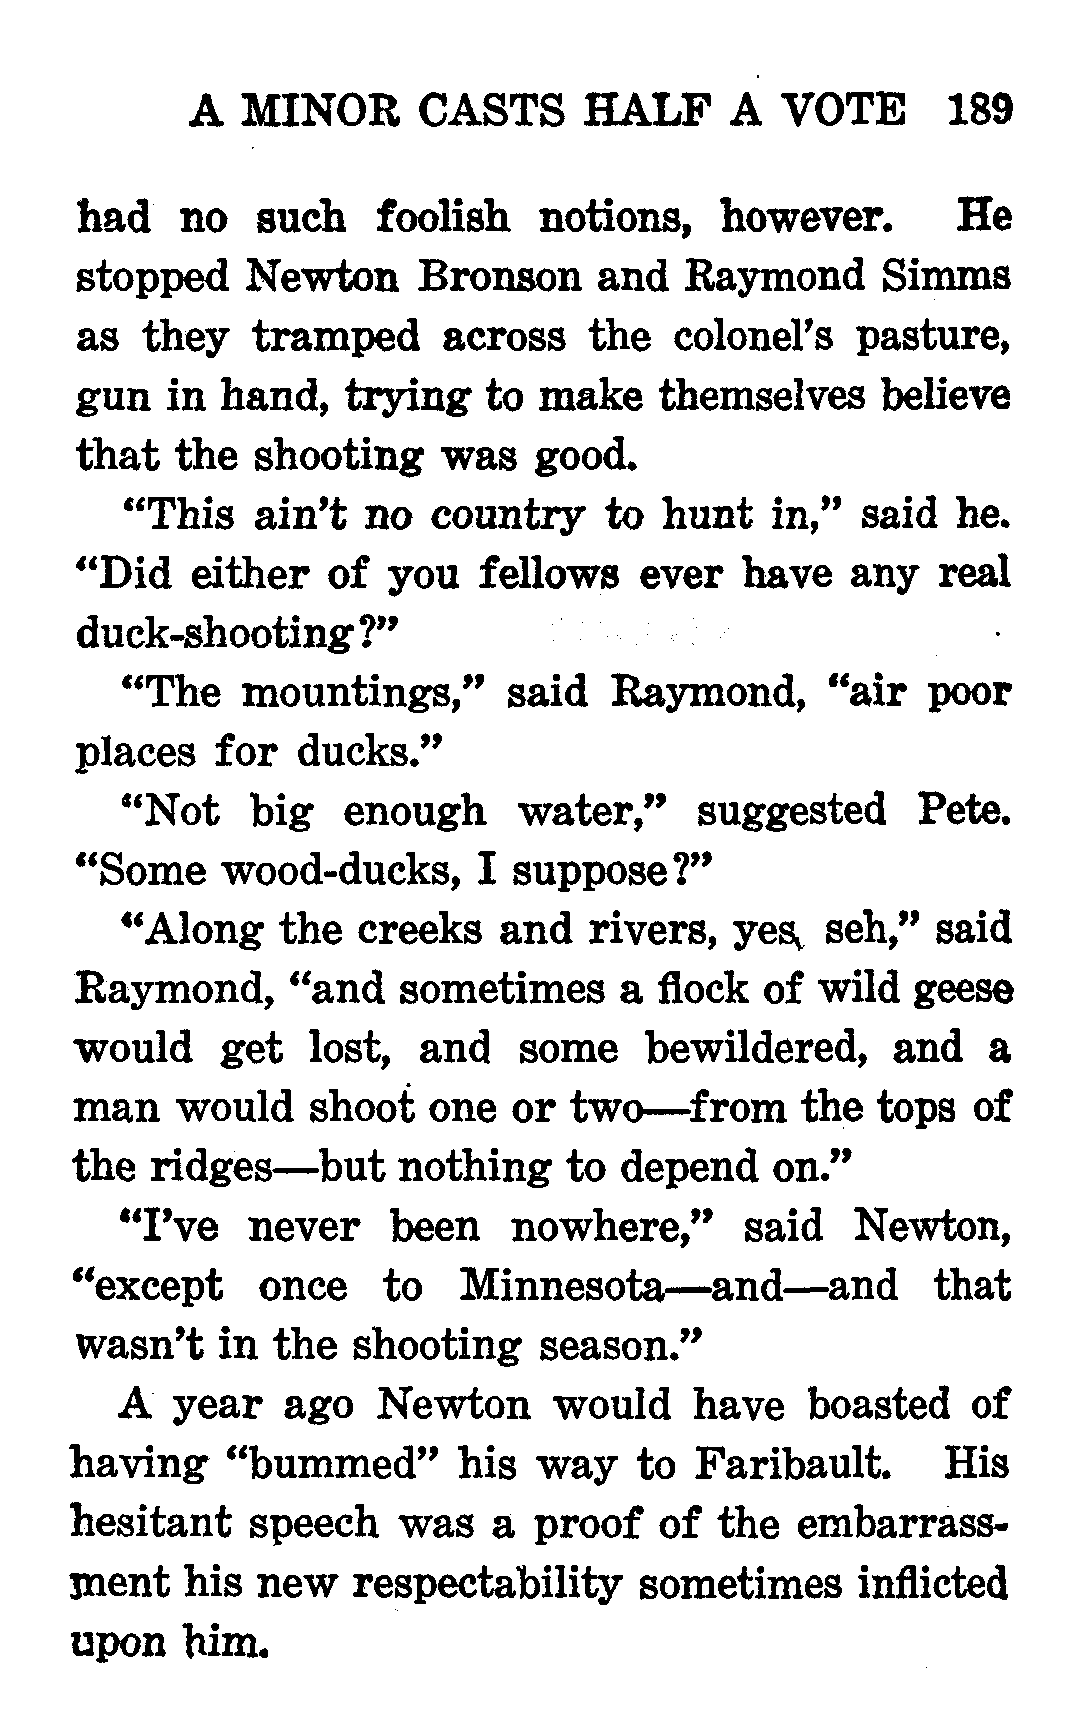 A MINOR CASTS HALF A VOTE 189
had no such foolish notions, however. He
stopped Newton Bronson and Raymond Simms
as they tramped across the colonel's pasture,
gun in hand, trying to make themselves believe
that the shooting was good.
“This ain't no country to hunt in,” said he.
“Did either of you fellows ever have any real
duck-shooting?”
“The mountings,” said Raymond, “air poor
places for ducks.”
“Not big enough water,” suggested Pete.
“Some wood-ducks, I suppose?”
“Along the creeks and rivers, yes, seh,” said
Raymond, “and sometimes a flock of wild geese
would get lost, and some bewildered, and a
man would shoot one or two—from the tops of
the ridges—but nothing to depend on.”
“I've never been nowhere,” said Newton,
“except once to Minnesota—and—and that
wasn't in the shooting season.”
A year ago Newton would have boasted of
having “bummed” his way to Faribault. His
hesitant speech was a proof of the embarrass-
ment his new respectability sometimes inflicted
upon him.